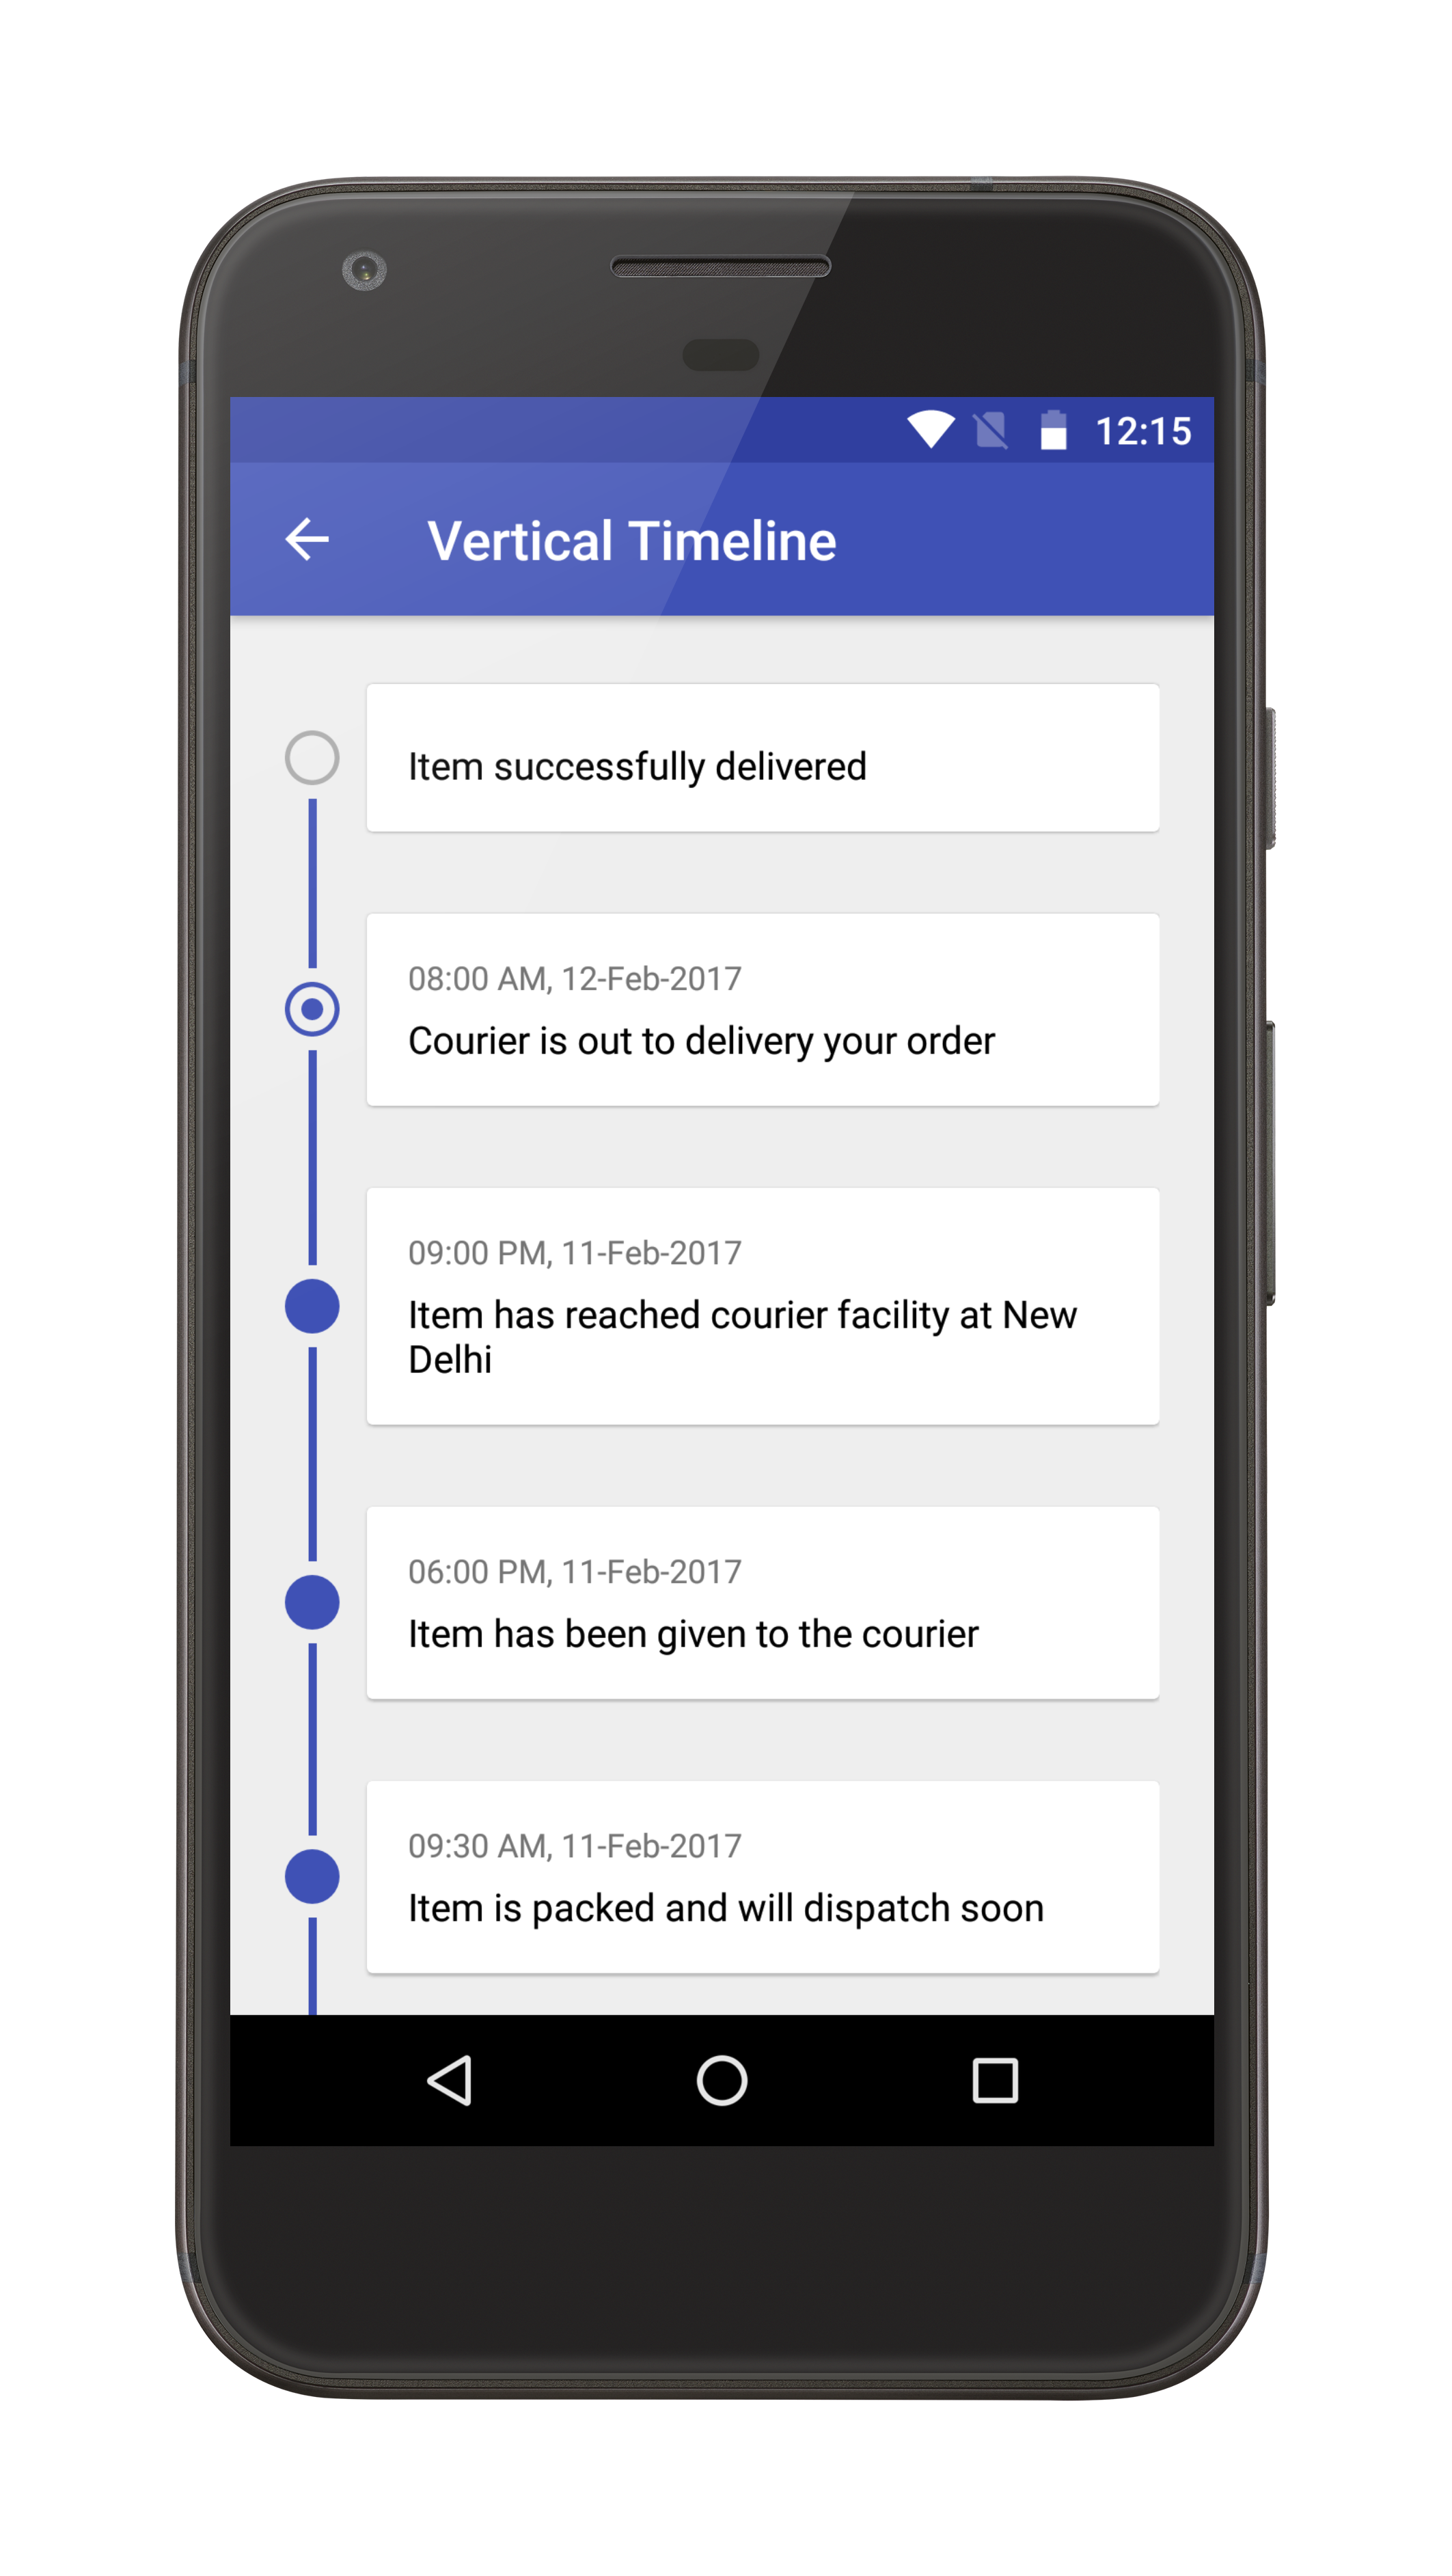 12:15
Vertical Timeline
Item successfully delivered
08:00 AM, 12-Feb-2017
Courier is out to delivery your order
09:00 PM, 11-Feb-2017
Item has reached courier facility at New
Delhi
06:00 PM, 11-Feb-2017
Item has been given to the courier
09:30 AM, 11-Feb-2017
Item is packed and will dispatch soon